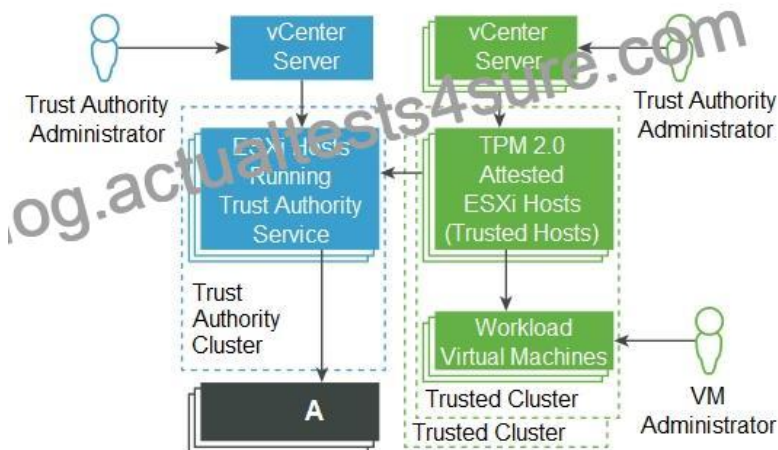 vCenter
Server
vCenter
Server
Trust Authority
Administrator
Trust Authority
Administrator
ESXi Hosts
Running
Trust Authority
Service
TPM 2.0
Attested
ESXi Hosts
(Trusted Hosts)
Trust
Authority
Cluster
Workload
Virtual Machines
Trusted Cluster
Trusted Cluster
VM
Administrator
A
log.actualtests4sure.com